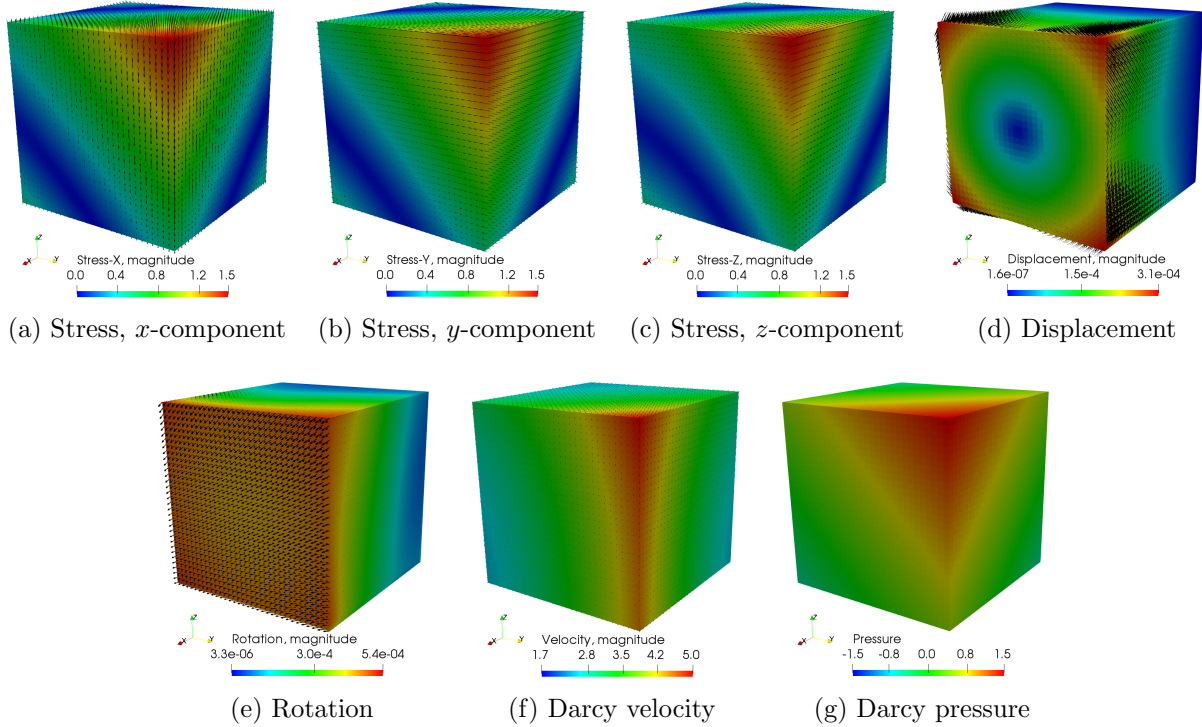 z
x
y
Stress-X, magnitude
0.0 0.4 0.8 1.2 1.5
(a) Stress, x-component
z
x
y
Stress-Y, magnitude
0.0 0.4 0.8 1.2 1.5
(b) Stress, y-component
z
x
y
Stress-Z, magnitude
0.0 0.4 0.8 1.2 1.5
(c) Stress, z-component
z
x
y
Displacement, magnitude
1.6e-07 1.5e-4 3.1e-04
(d) Displacement
z
x
y
Rotation, magnitude
3.3e-06 3.0e-4 5.4e-04
(e) Rotation
z
x
y
Velocity, magnitude
1.7 2.8 3.5 4.2 5.0
(f) Darcy velocity
z
x
y
Pressure
-1.5 -0.8 0.0 0.8 1.5
(g) Darcy pressure